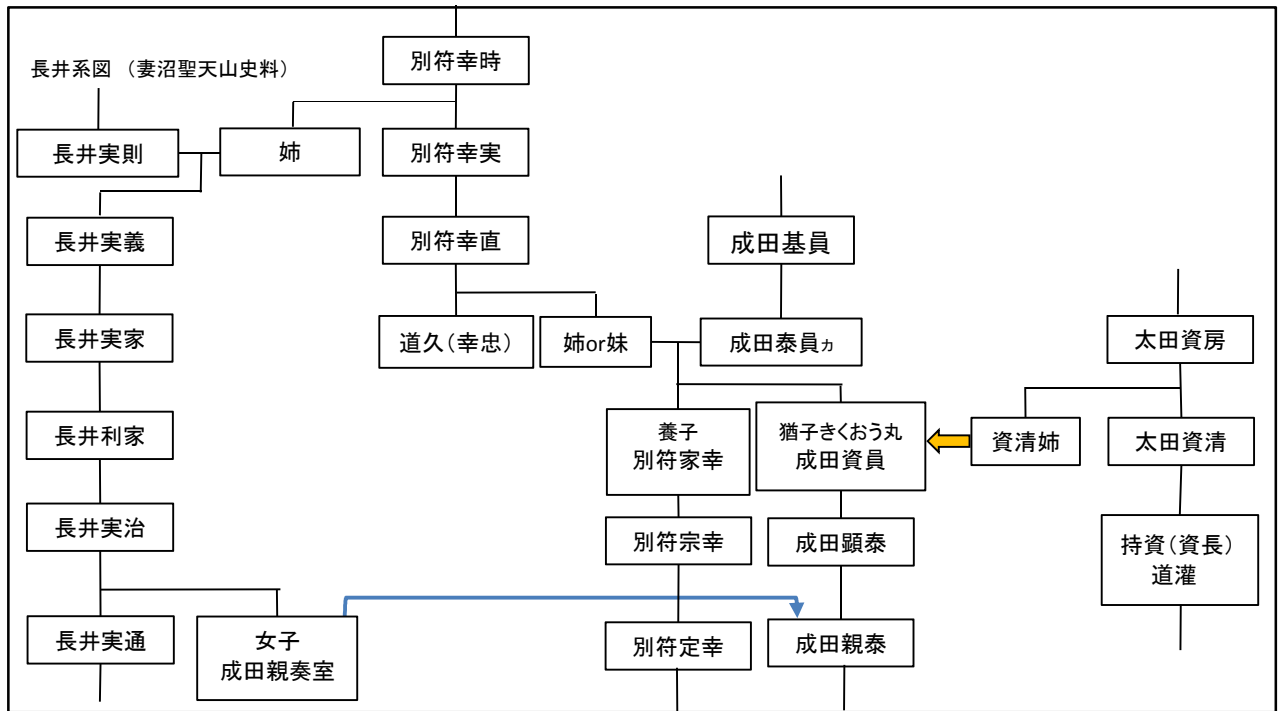 別符幸時
長井系図 （妻沼聖天山史料）
長井実則
姉
別符幸実
長井実義
別符幸直
成田基員
長井実家
道久（幸忠）
姉or妹
成田泰員カ
太田資房
長井利家
養子
別符家幸
猶子きくおう丸
成田資員
資清姉
太田資清
長井実治
別符宗幸
成田顕泰
持資（資長）
道灌
長井実通
女子
成田親奏室
別符定幸
成田親泰